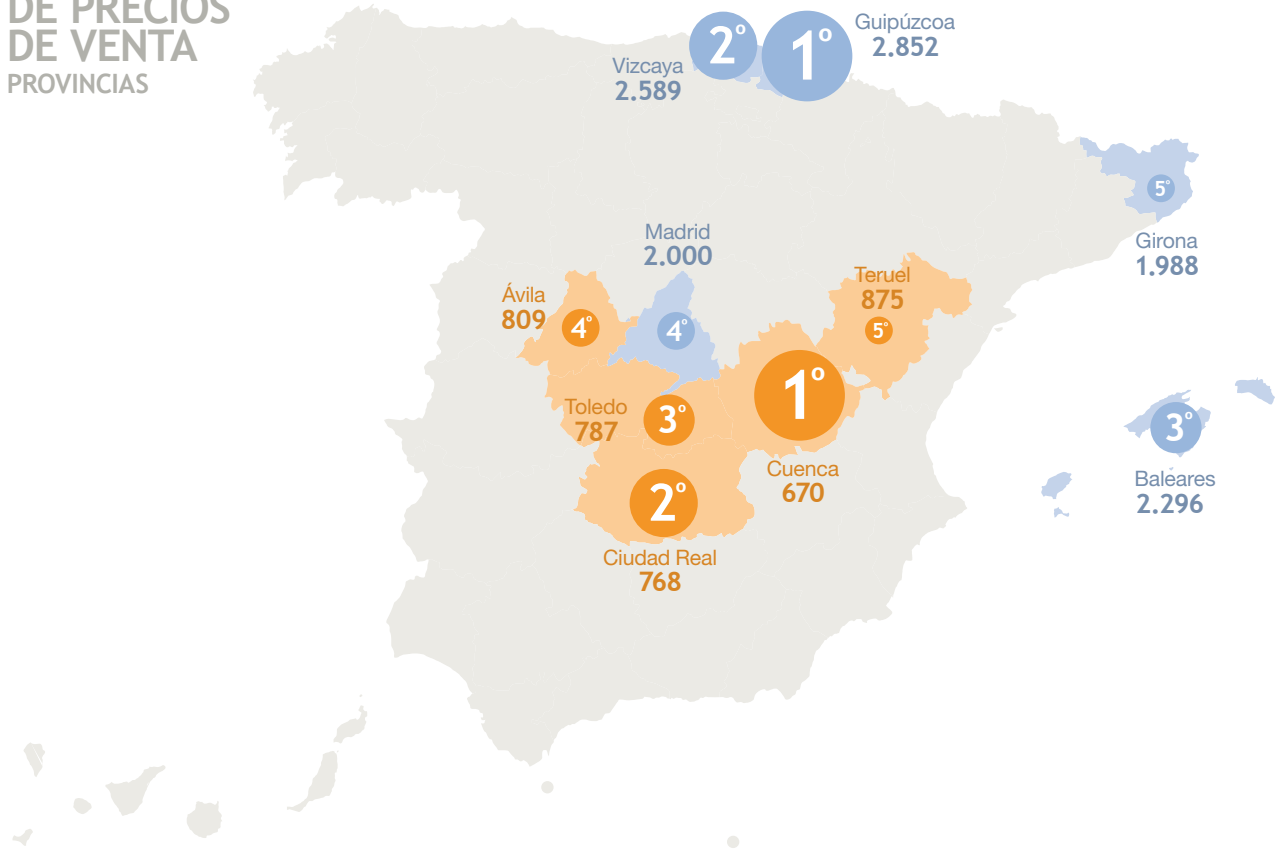 DE PRECIOS
DE VENTA
PROVINCIAS
2º
1º
Guipúzcoa
2.852
Vizcaya
2.589
5º
Girona
1.988
Madrid
2.000
4º
Ávila
809
4º
Teruel
875
5º
1º
Cuenca
670
Toledo
787
3º
2º
Ciudad Real
768
3º
Baleares
2.296